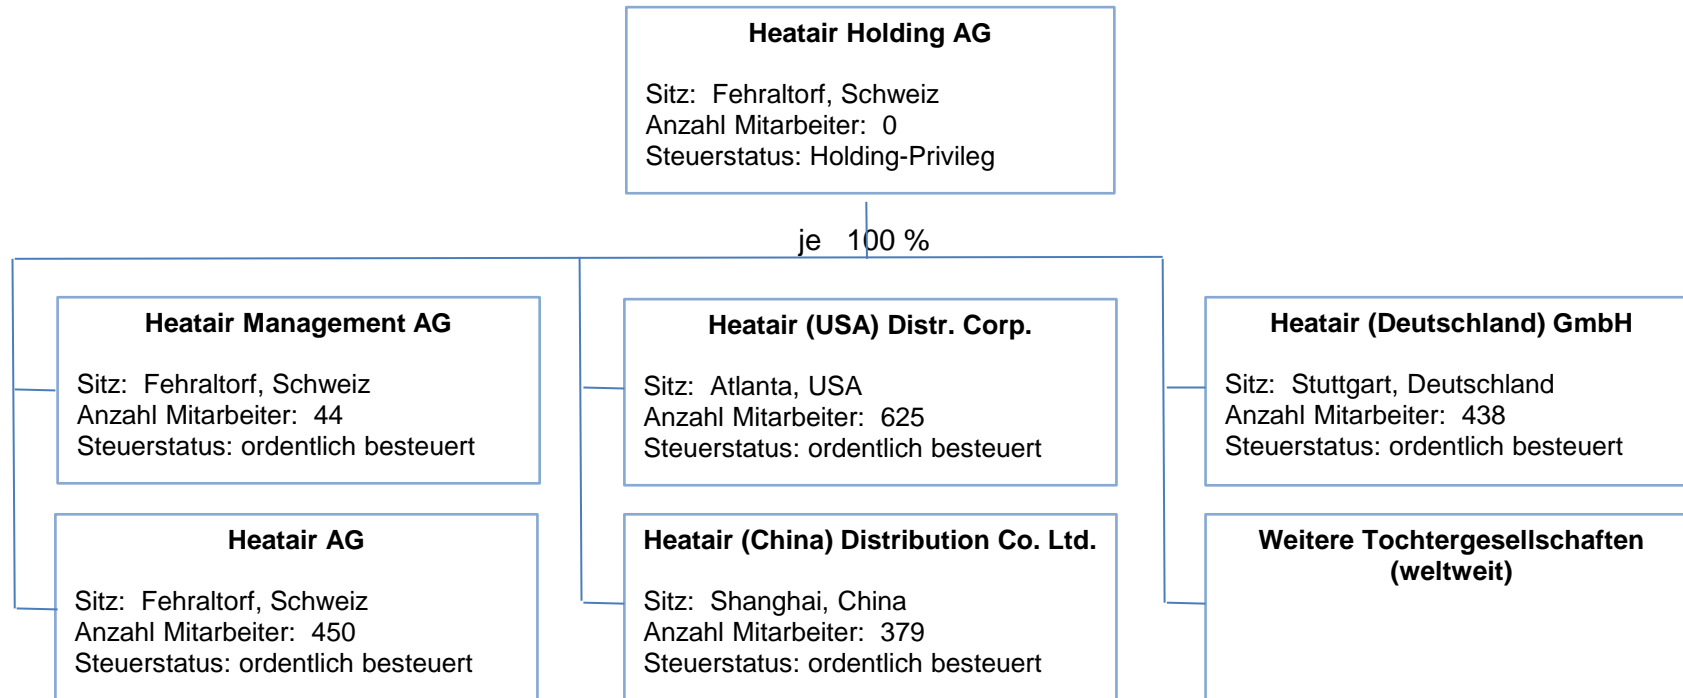 Heatair Holding AG
Sitz: Fehraltorf, Schweiz
Anzahl Mitarbeiter: 0
Steuerstatus: Holding-Privileg
je 100 %
Heatair Management AG
Sitz: Fehraltorf, Schweiz
Anzahl Mitarbeiter: 44
Steuerstatus: ordentlich besteuert
Heatair (USA) Distr. Corp.
Sitz: Atlanta, USA
Anzahl Mitarbeiter: 625
Steuerstatus: ordentlich besteuert
Heatair (Deutschland) GmbH
Sitz: Stuttgart, Deutschland
Anzahl Mitarbeiter: 438
Steuerstatus: ordentlich besteuert
Heatair AG
Sitz: Fehraltorf, Schweiz
Anzahl Mitarbeiter: 450
Steuerstatus: ordentlich besteuert
Heatair (China) Distribution Co. Ltd.
Sitz: Shanghai, China
Anzahl Mitarbeiter: 379
Steuerstatus: ordentlich besteuert
Weitere Tochtergesellschaften
(weltweit)